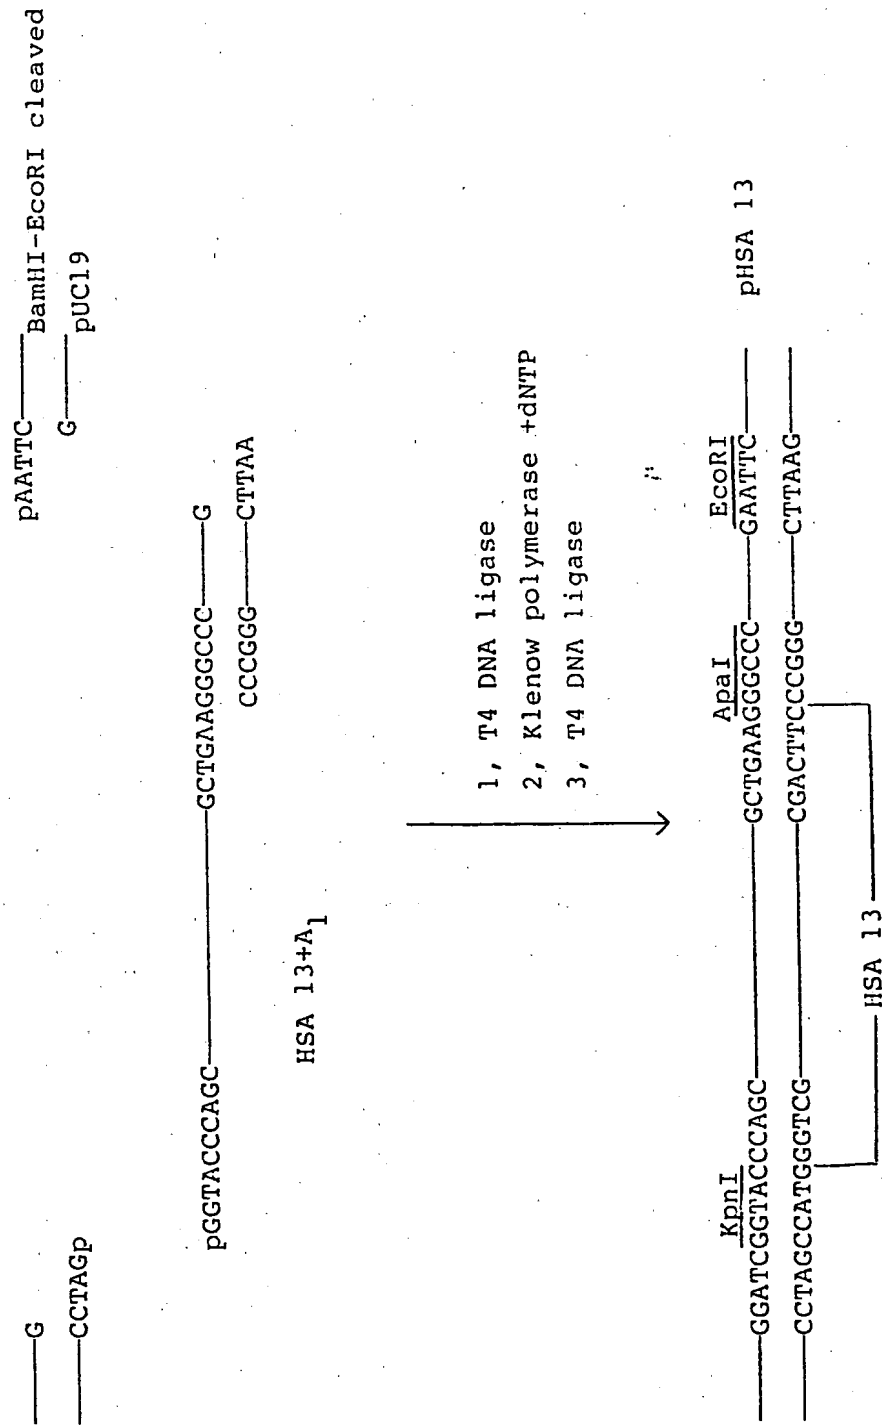 G
pAATTC
BamHI-EcoRI cleaved
CCTAGp
G
pUC19
pGGTACCCAGC
GCTGAAGGGCCC
G
CCCGGG
CTTAA
HSA 13+A1
1, T4 DNA ligase
2, Klenow polymerase +dNTP
3, T4 DNA ligase
KpnI
ApaI
EcoRI
GGATCGGTACCCAGC
GCTGAAGGGCCC
GAATTC
pHSA 13
CCTAGCCATGGGTCG
CGACTTCCCGGG
CTTAAG
HSA 13